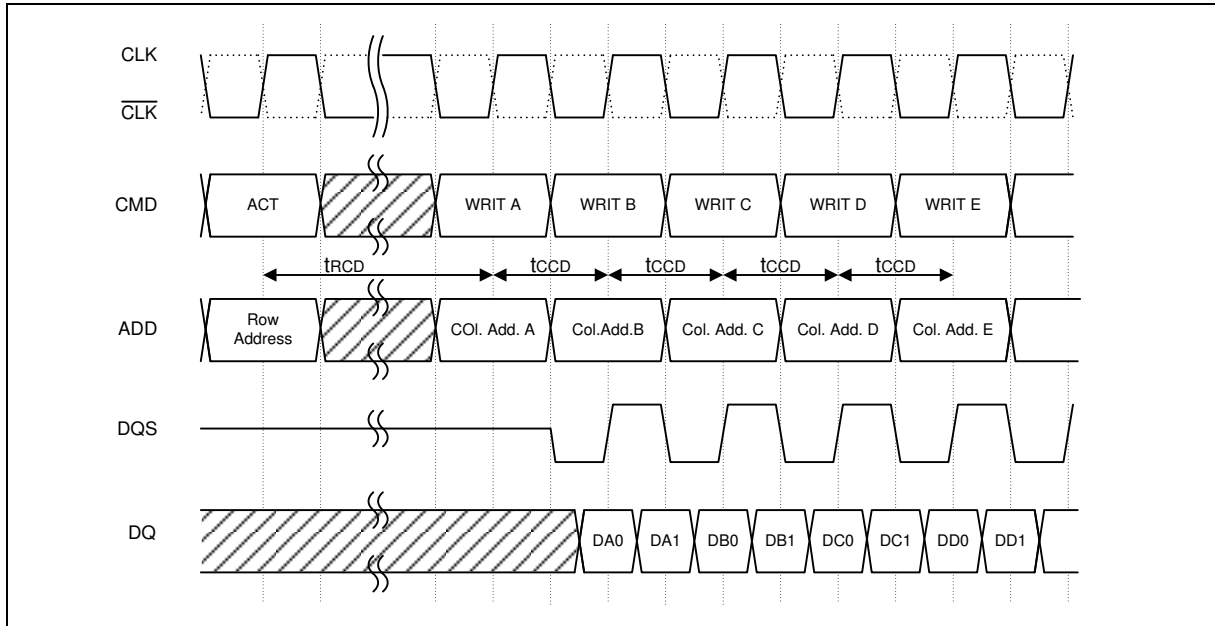 CLK
CLK
CMD
ACT
WRIT A
WRIT B
WRIT C
WRIT D
WRIT E
tRCD
tCCD
tCCD
tCCD
tCCD
ADD
Row
Address
COl. Add. A
Col.Add.B
Col. Add. C
Col. Add. D
Col. Add. E
DQS
DQ
DA0
DA1
DB0
DB1
DC0
DC1
DD0
DD1